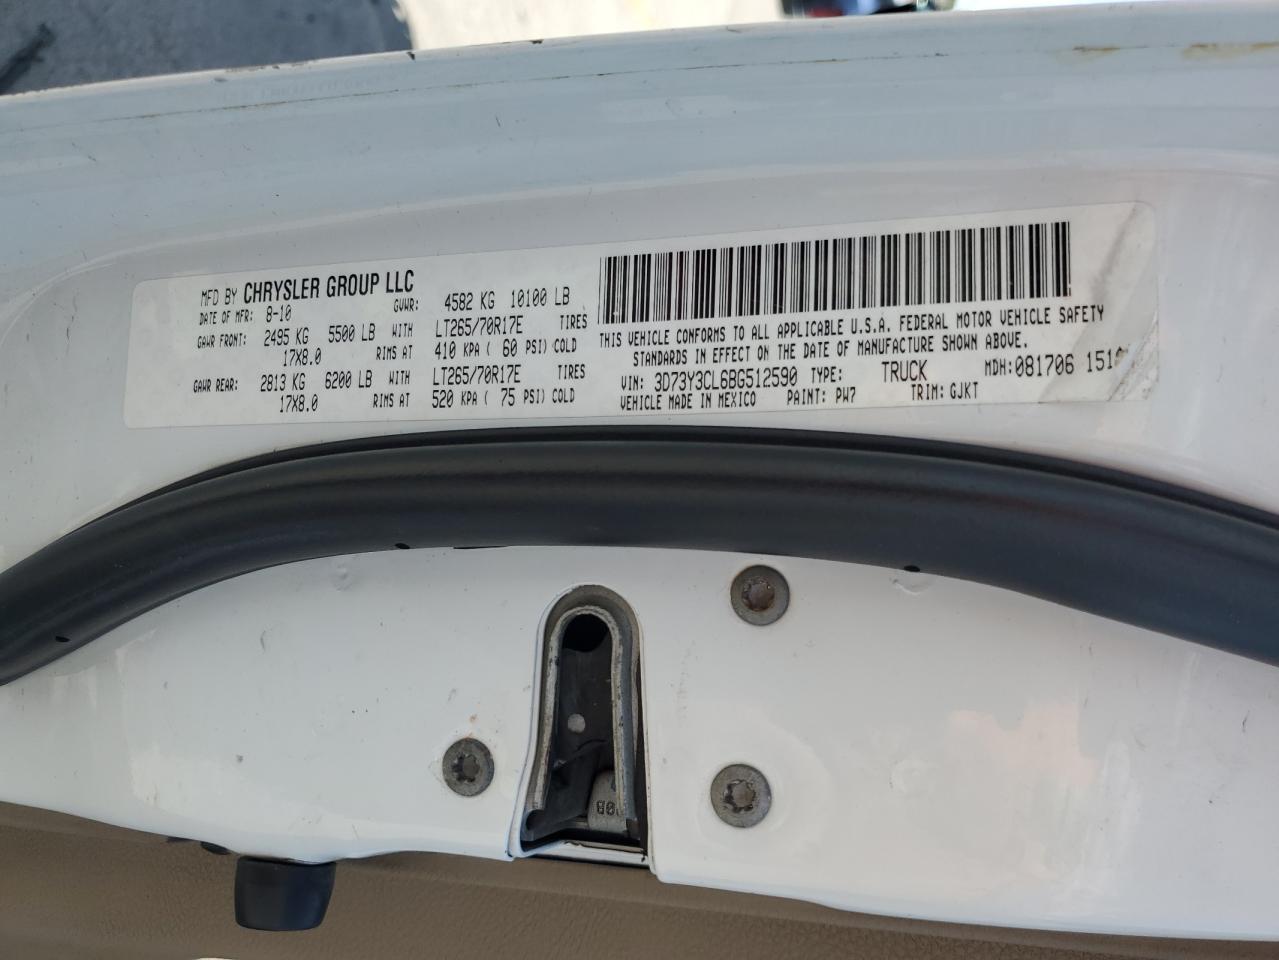 MFD BY CHRYSLER GROUP LLC
DATE OF MFR: 8-10 GVWR: 4582 KG 10100 LB
GAWR FRONT: 2495 KG 5500 LB WITH LT265/70R17E TIRES
17X8.0 RIMS AT 410 KPA ( 60 PSI) COLD
GAWR REAR: 2813 KG 6200 LB WITH LT265/70R17E TIRES
17X8.0 RIMS AT 520 KPA ( 75 PSI) COLD
THIS VEHICLE CONFORMS TO ALL APPLICABLE U.S.A. FEDERAL MOTOR VEHICLE SAFETY
STANDARDS IN EFFECT ON THE DATE OF MANUFACTURE SHOWN ABOVE.
VIN: 3D73Y3CL6BG512590 TYPE: TRUCK MDH: 081706
VEHICLE MADE IN MEXICO PAINT: PW7 TRIM: GJKT